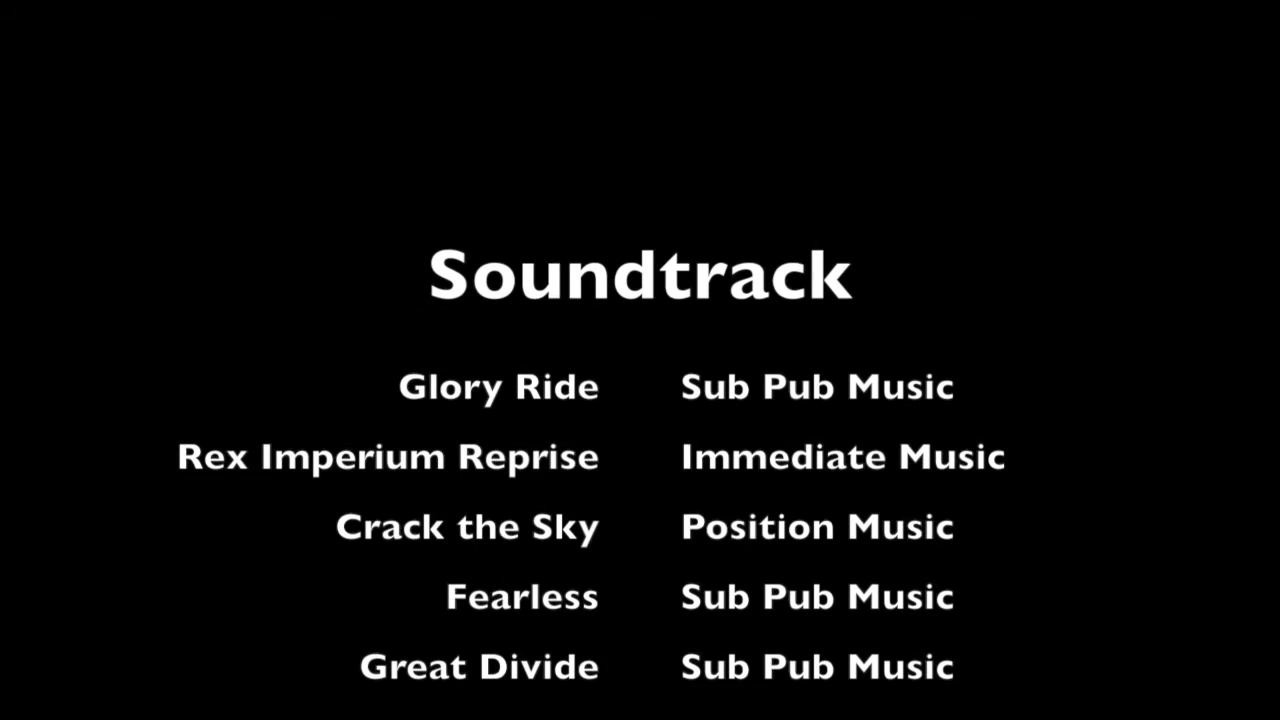 Soundtrack
Glory Ride Sub Pub Music
Rex Imperium Reprise Immediate Music
Crack the Sky Position Music
Fearless Sub Pub Music
Great Divide Sub Pub Music